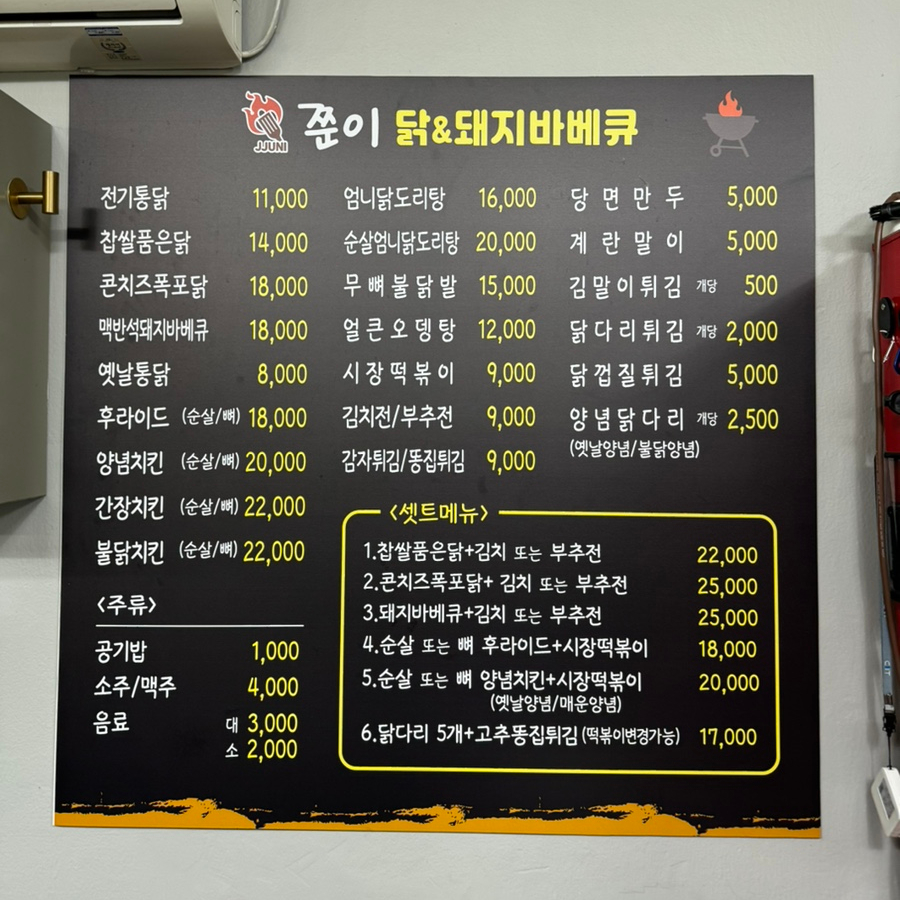 JJUNI
쭌이 닭&돼지바베큐
전기통닭 11,000
찹쌀품은닭 14,000
콘치즈폭포닭 18,000
맥반석돼지바베큐 18,000
옛날통닭 8,000
후라이드 (순살/뼈) 18,000
양념치킨 (순살/뼈) 20,000
간장치킨 (순살/뼈) 22,000
불닭치킨 (순살/뼈) 22,000
<주류>
공기밥 1,000
소주/맥주 4,000
음료 대 3,000
소 2,000
엄니닭도리탕 16,000
순살엄니닭도리탕 20,000
무뼈불닭발 15,000
얼큰오뎅탕 12,000
시장떡볶이 9,000
김치전/부추전 9,000
감자튀김/똥집튀김 9,000
당면만두 5,000
계란말이 5,000
김말이튀김 개당 500
닭다리튀김 개당 2,000
닭껍질튀김 5,000
양념닭다리 개당 2,500
(옛날양념/불닭양념)
<셋트메뉴>
1.찹쌀품은닭+김치 또는 부추전 22,000
2.콘치즈폭포닭+ 김치 또는 부추전 25,000
3.돼지바베큐+김치 또는 부추전 25,000
4.순살 또는 뼈 후라이드+시장떡볶이 18,000
5.순살 또는 뼈 양념치킨+시장떡볶이 20,000
(옛날양념/매운양념)
6.닭다리 5개+고추똥집튀김 (떡볶이변경가능) 17,000